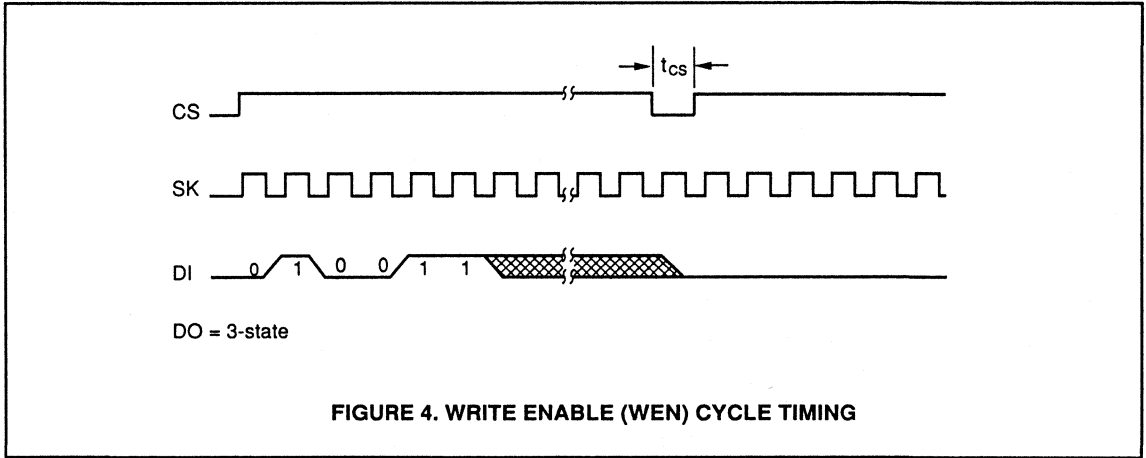 tCS
CS
SK
DI 0 1 0 0 1 1
DO = 3-state
FIGURE 4. WRITE ENABLE (WEN) CYCLE TIMING